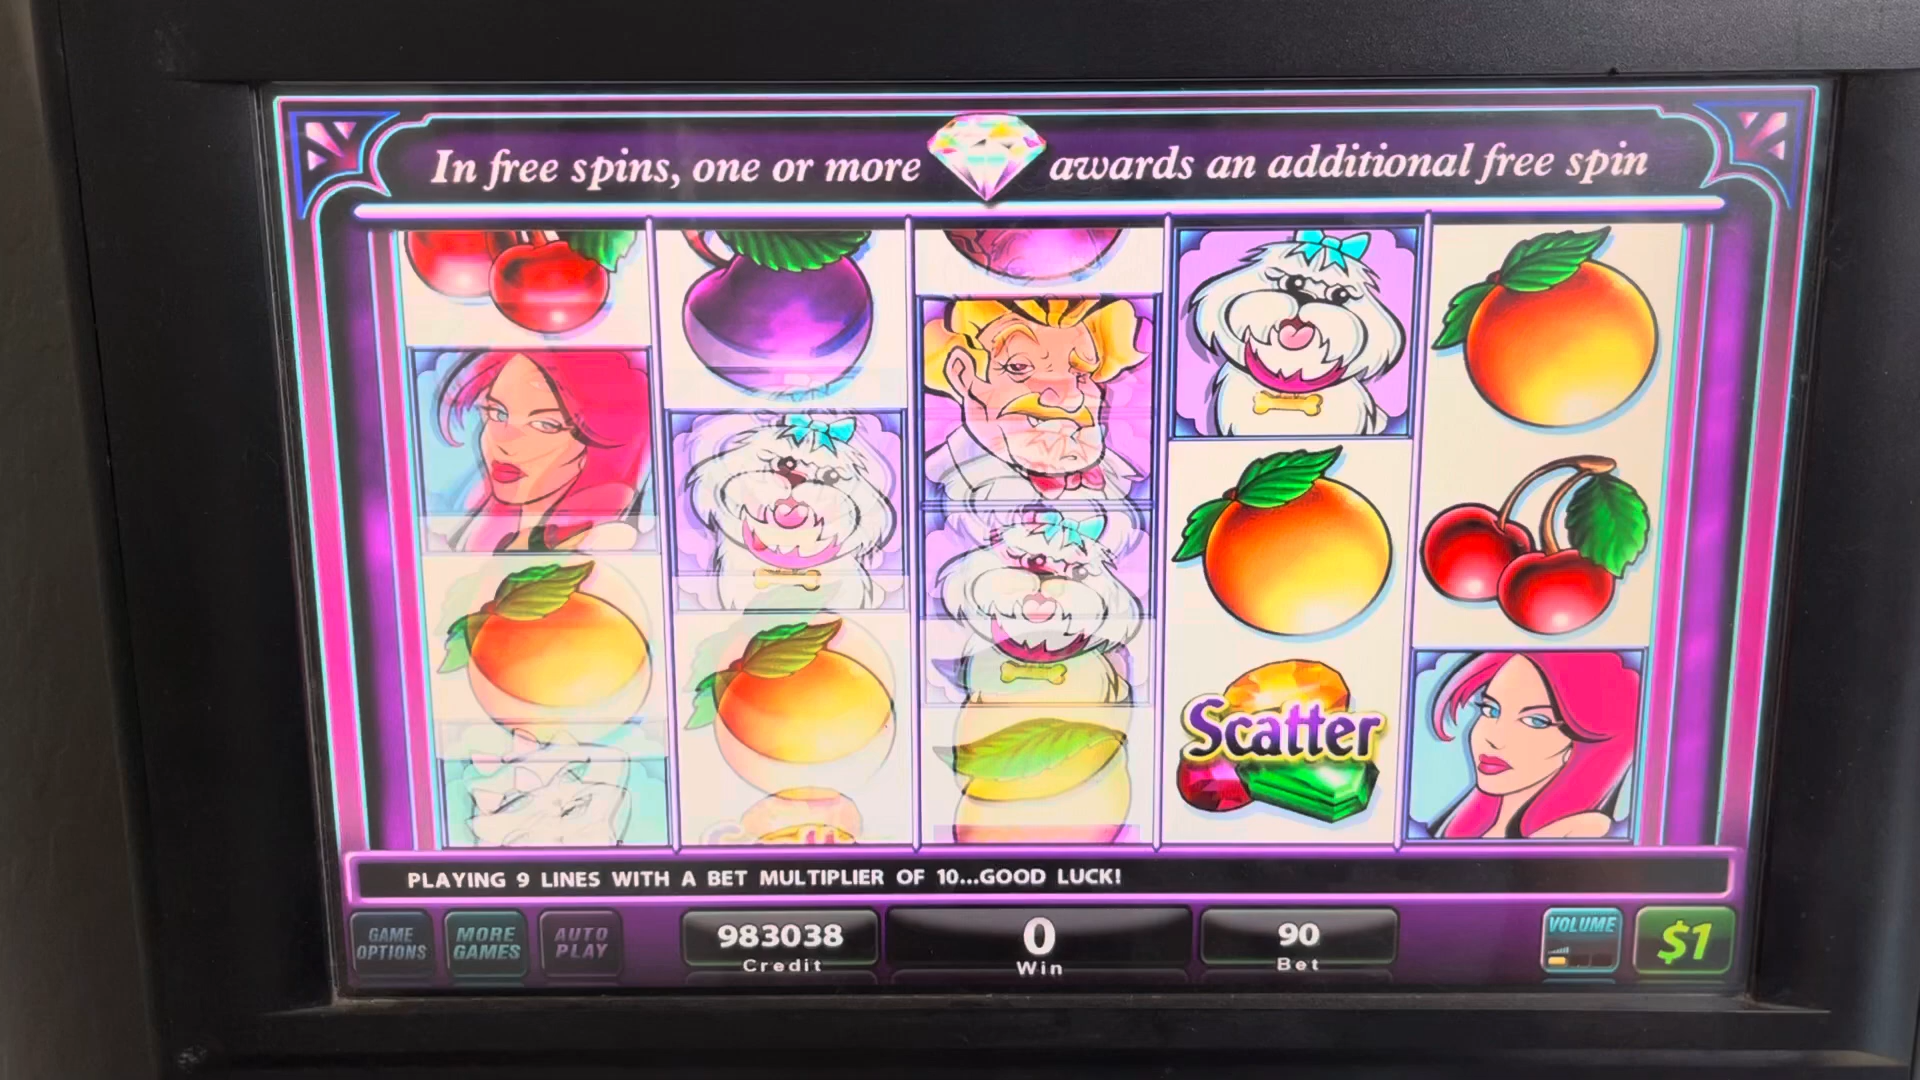 In free spins, one or more awards an additional free spin
Scatter
PLAYING 9 LINES WITH A BET MULTIPLIER OF 10...GOOD LUCK!
GAME OPTIONS
MORE GAMES
AUTO PLAY
983038
Credit
0
Win
90
Bet
VOLUME
$1